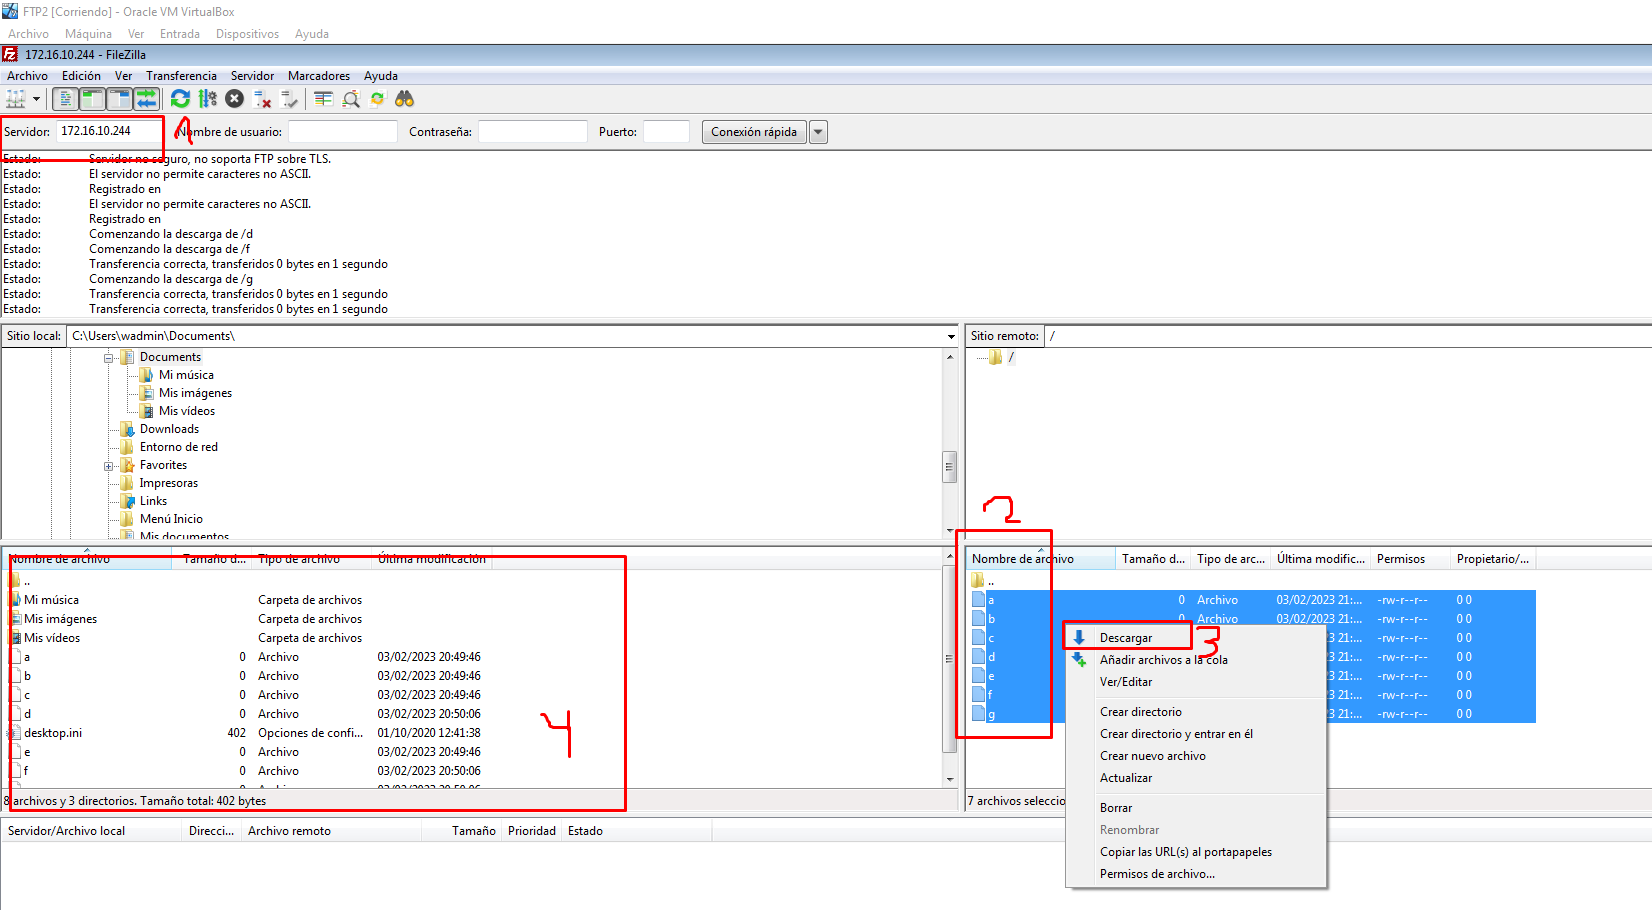 FTP2 [Corriendo] - Oracle VM VirtualBox
Archivo Máquina Ver Entrada Dispositivos Ayuda
172.16.10.244 - FileZilla
Archivo Edición Ver Transferencia Servidor Marcadores Ayuda
Servidor: 172.16.10.244 1 Nombre de usuario: Contraseña: Puerto: Conexión rápida
Estado: Servidor no seguro, no soporta FTP sobre TLS.
Estado: El servidor no permite caracteres no ASCII.
Estado: Registrado en
Estado: El servidor no permite caracteres no ASCII.
Estado: Registrado en
Estado: Comenzando la descarga de /d
Estado: Comenzando la descarga de /f
Estado: Transferencia correcta, transferidos 0 bytes en 1 segundo
Estado: Comenzando la descarga de /g
Estado: Transferencia correcta, transferidos 0 bytes en 1 segundo
Estado: Transferencia correcta, transferidos 0 bytes en 1 segundo
Sitio local: C:\Users\wadmin\Documents\
Documents
Mi música
Mis imágenes
Mis vídeos
Downloads
Entorno de red
Favorites
Impresoras
Links
Menú Inicio
Mis documentos
Sitio remoto: /
/
Nombre de archivo Tamaño d... Tipo de archivo Última modificación
..
Mi música Carpeta de archivos
Mis imágenes Carpeta de archivos
Mis vídeos Carpeta de archivos
a 0 Archivo 03/02/2023 20:49:46
b 0 Archivo 03/02/2023 20:49:46
c 0 Archivo 03/02/2023 20:49:46
d 0 Archivo 03/02/2023 20:50:06
desktop.ini 402 Opciones de confi... 01/10/2020 12:41:38
e 0 Archivo 03/02/2023 20:49:46
f 0 Archivo 03/02/2023 20:50:06
4
8 archivos y 3 directorios. Tamaño total: 402 bytes
2
Nombre de archivo Tamaño d... Tipo de arc... Última modific... Permisos Propietario/...
..
a 0 Archivo 03/02/2023 21:... -rw-r--r-- 0 0
b 0 Archivo 03/02/2023 21:... -rw-r--r-- 0 0
c 3 21:... -rw-r--r-- 0 0
d 3 21:... -rw-r--r-- 0 0
e 3 21:... -rw-r--r-- 0 0
f 3 21:... -rw-r--r-- 0 0
g 3 21:... -rw-r--r-- 0 0
7 archivos seleccio
Descargar 3
Añadir archivos a la cola
Ver/Editar
Crear directorio
Crear directorio y entrar en él
Crear nuevo archivo
Actualizar
Borrar
Renombrar
Copiar las URL(s) al portapapeles
Permisos de archivo...
Servidor/Archivo local Direcci... Archivo remoto Tamaño Prioridad Estado